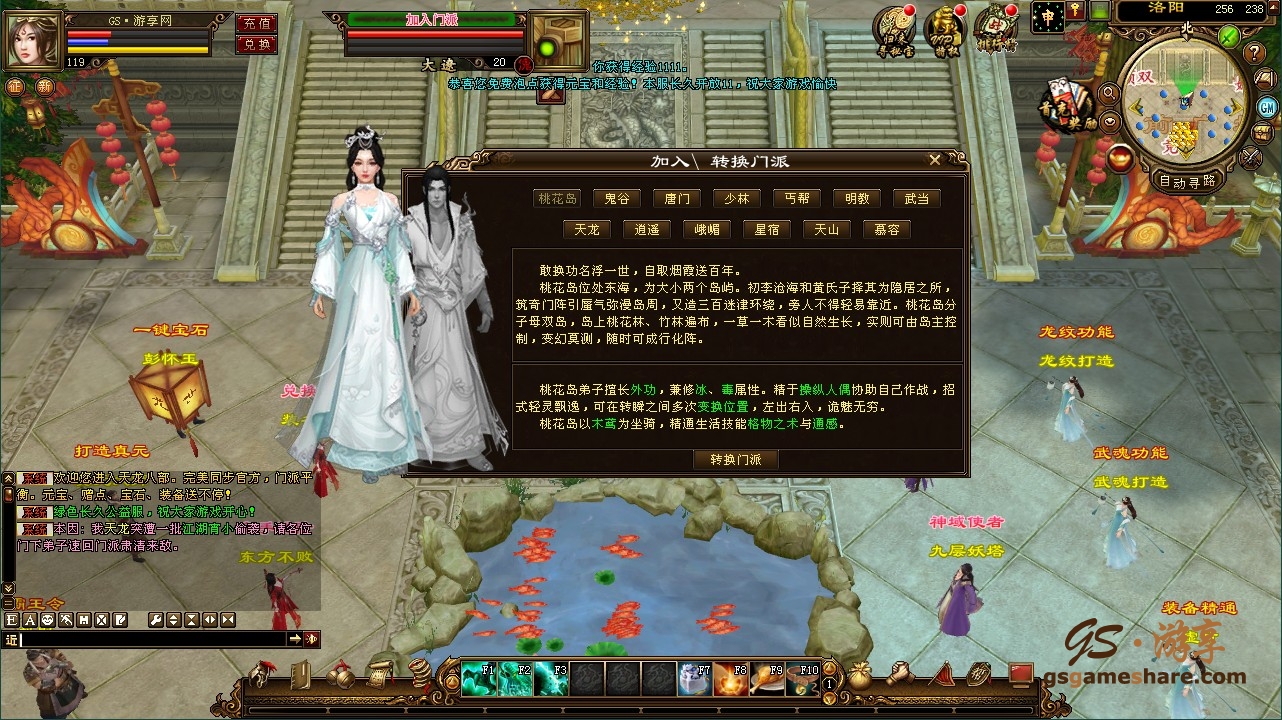 GS·游享网
充值
兑换
119
加入门派
大 遼 20
你获得经验1111。
恭喜您免费泡点获得元宝和经验！本服长久开放11，祝大家游戏愉快
排行榜
申
洛阳 256 238
北
GM
自动寻路
加入\ 转换门派
桃花岛 鬼谷 唐门 少林 丐帮 明教 武当
天龙 逍遥 峨嵋 星宿 天山 慕容
敢换功名浮一世，自取烟霞送百年。
桃花岛位处东海，为大小两个岛屿。初李沧海和黄氏子择其为隐居之所，
筑奇门阵引蜃气弥漫岛周，又造三百迷津环绕，旁人不得轻易靠近。桃花岛分
子母双岛，岛上桃花林、竹林遍布，一草一木看似自然生长，实则可由岛主控
制，变幻莫测，随时可成行化阵。
桃花岛弟子擅长外功，兼修冰、毒属性。精于操纵人偶协助自己作战，招
式轻灵飘逸，可在转瞬之间多次变换位置，左出右入，诡魅无穷。
桃花岛以木鸢为坐骑，精通生活技能格物之术与通感。
转换门派
一键宝石
彭怀玉
兑换
打造真元
龙纹功能
龙纹打造
武魂功能
武魂打造
神域使者
九层妖塔
装备精通
东方不败
霸王令
系统 欢迎您进入天龙八部。完美同步官方，门派平
衡。元宝、赠点、宝石、装备送不停！
系统 绿色长久公益服，祝大家游戏开心！
系统 本因：我天龙突遭一批江湖宵小偷袭，请各位
门下弟子速回门派肃清来敌。
近
F1 F2 F3 F7 F8 F9 F10
1
GS·游享
gsgameshare.com